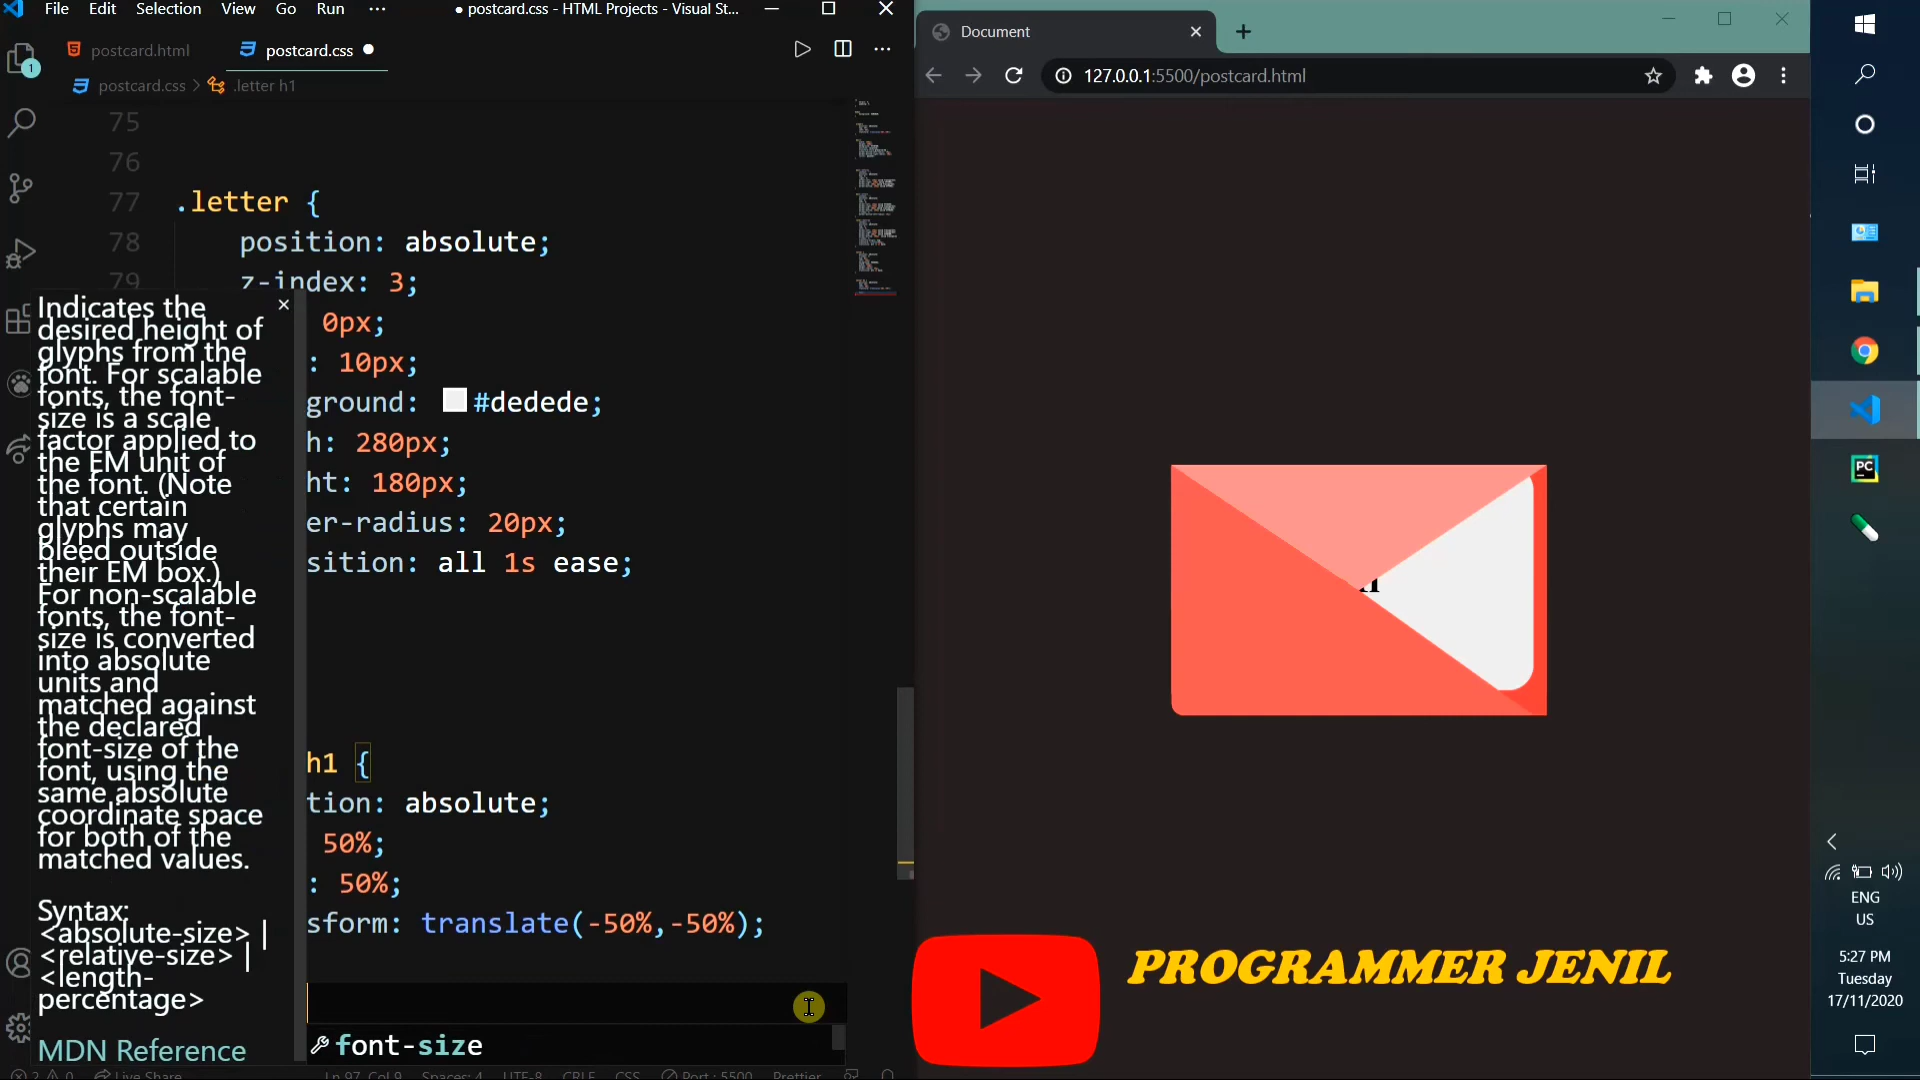 File Edit Selection View Go Run ···
● postcard.css - HTML Projects - Visual St...
postcard.html
postcard.css ●
postcard.css > .letter h1
1
75
76
77 .letter {
78 position: absolute;
79 z-index: 3;
0px;
: 10px;
ground: #dedede;
h: 280px;
ht: 180px;
er-radius: 20px;
sition: all 1s ease;
h1 {
tion: absolute;
50%;
: 50%;
sform: translate(-50%,-50%);
font-size
Indicates the
desired height of
glyphs from the
font. For scalable
fonts, the font-
size is a scale
factor applied to
the EM unit of
the font. (Note
that certain
glyphs may
bleed outside
their EM box.)
For non-scalable
fonts, the font-
size is converted
into absolute
units and
matched against
the declared
font-size of the
font, using the
same absolute
coordinate space
for both of the
matched values.
Syntax:
<absolute-size> |
<relative-size> |
<length-
percentage>
MDN Reference
Live Share
Ln 97, Col 9 Spaces: 4 UTF-8 CRLF CSS Port : 5500 Prettier
Document
127.0.0.1:5500/postcard.html
PROGRAMMER JENIL
PC
ENG
US
5:27 PM
Tuesday
17/11/2020